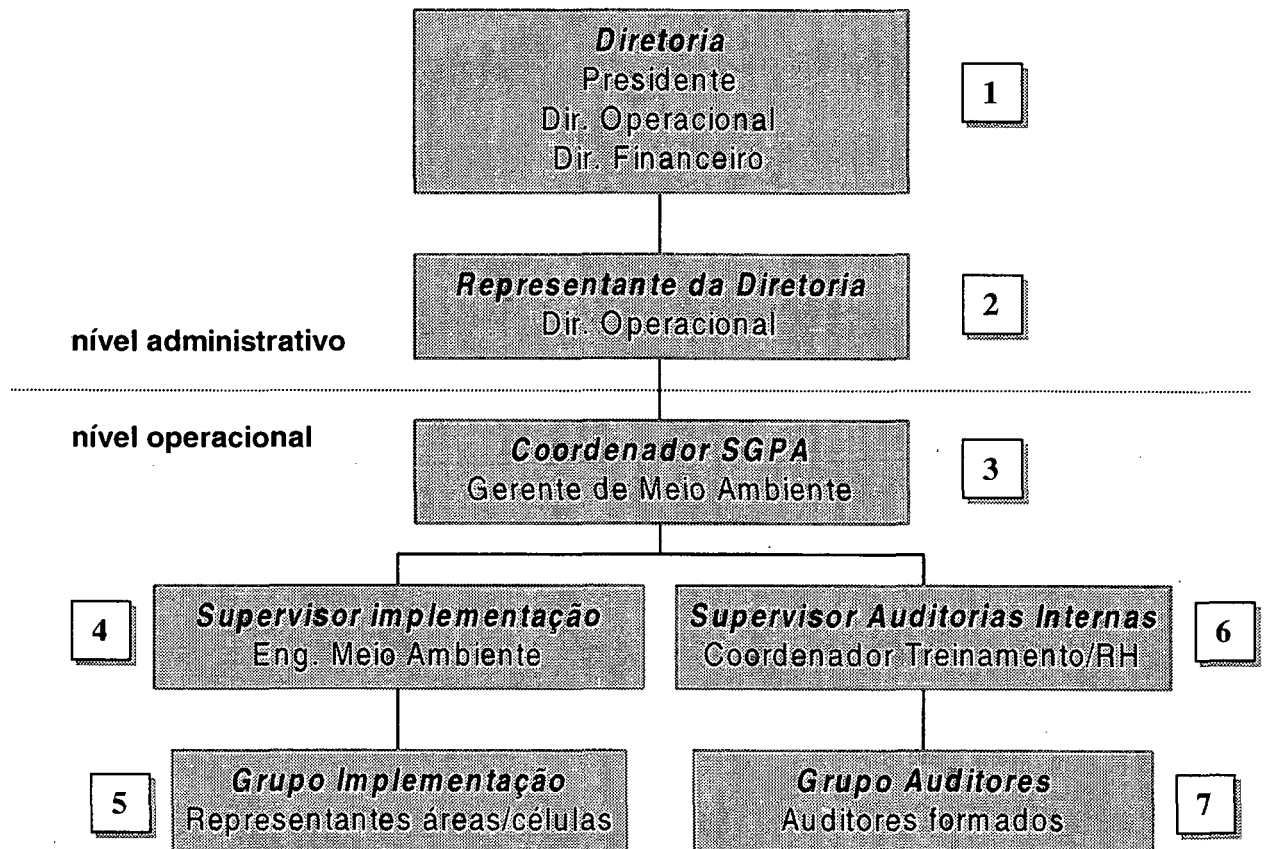 Diretoria
Presidente
Dir. Operacional
Dir. Financeiro
1
Representante da Diretoria
Dir. Operacional
2
nível administrativo
nível operacional
Coordenador SGPA
Gerente de Meio Ambiente
3
4
Supervisor implementação
Eng. Meio Ambiente
Supervisor Auditorias Internas
Coordenador Treinamento/RH
6
5
Grupo Implementação
Representantes áreas/células
Grupo Auditores
Auditores formados
7